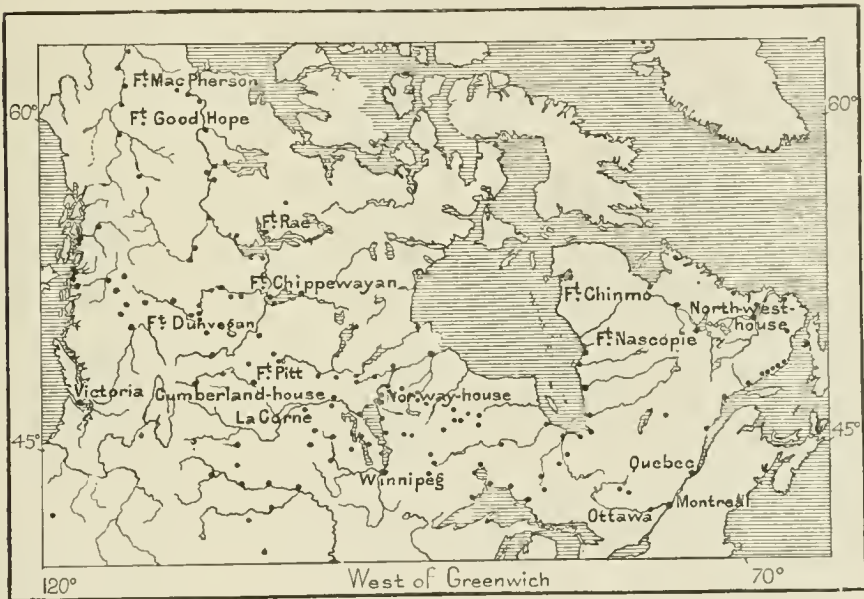 Ft. MacPherson
60°
60°
Ft. Good Hope
Ft. Rae
Ft. Chippewayan
Ft. Chinmo
North-west-
house
Ft. Dunvegan
Ft. Nascopie
Ft. Pitt
Victoria
Cumberland-house
Norway-house
La Corne
45°
45°
Quebec
Winnipeg
Ottawa
Montreal
120°
West of Greenwich
70°